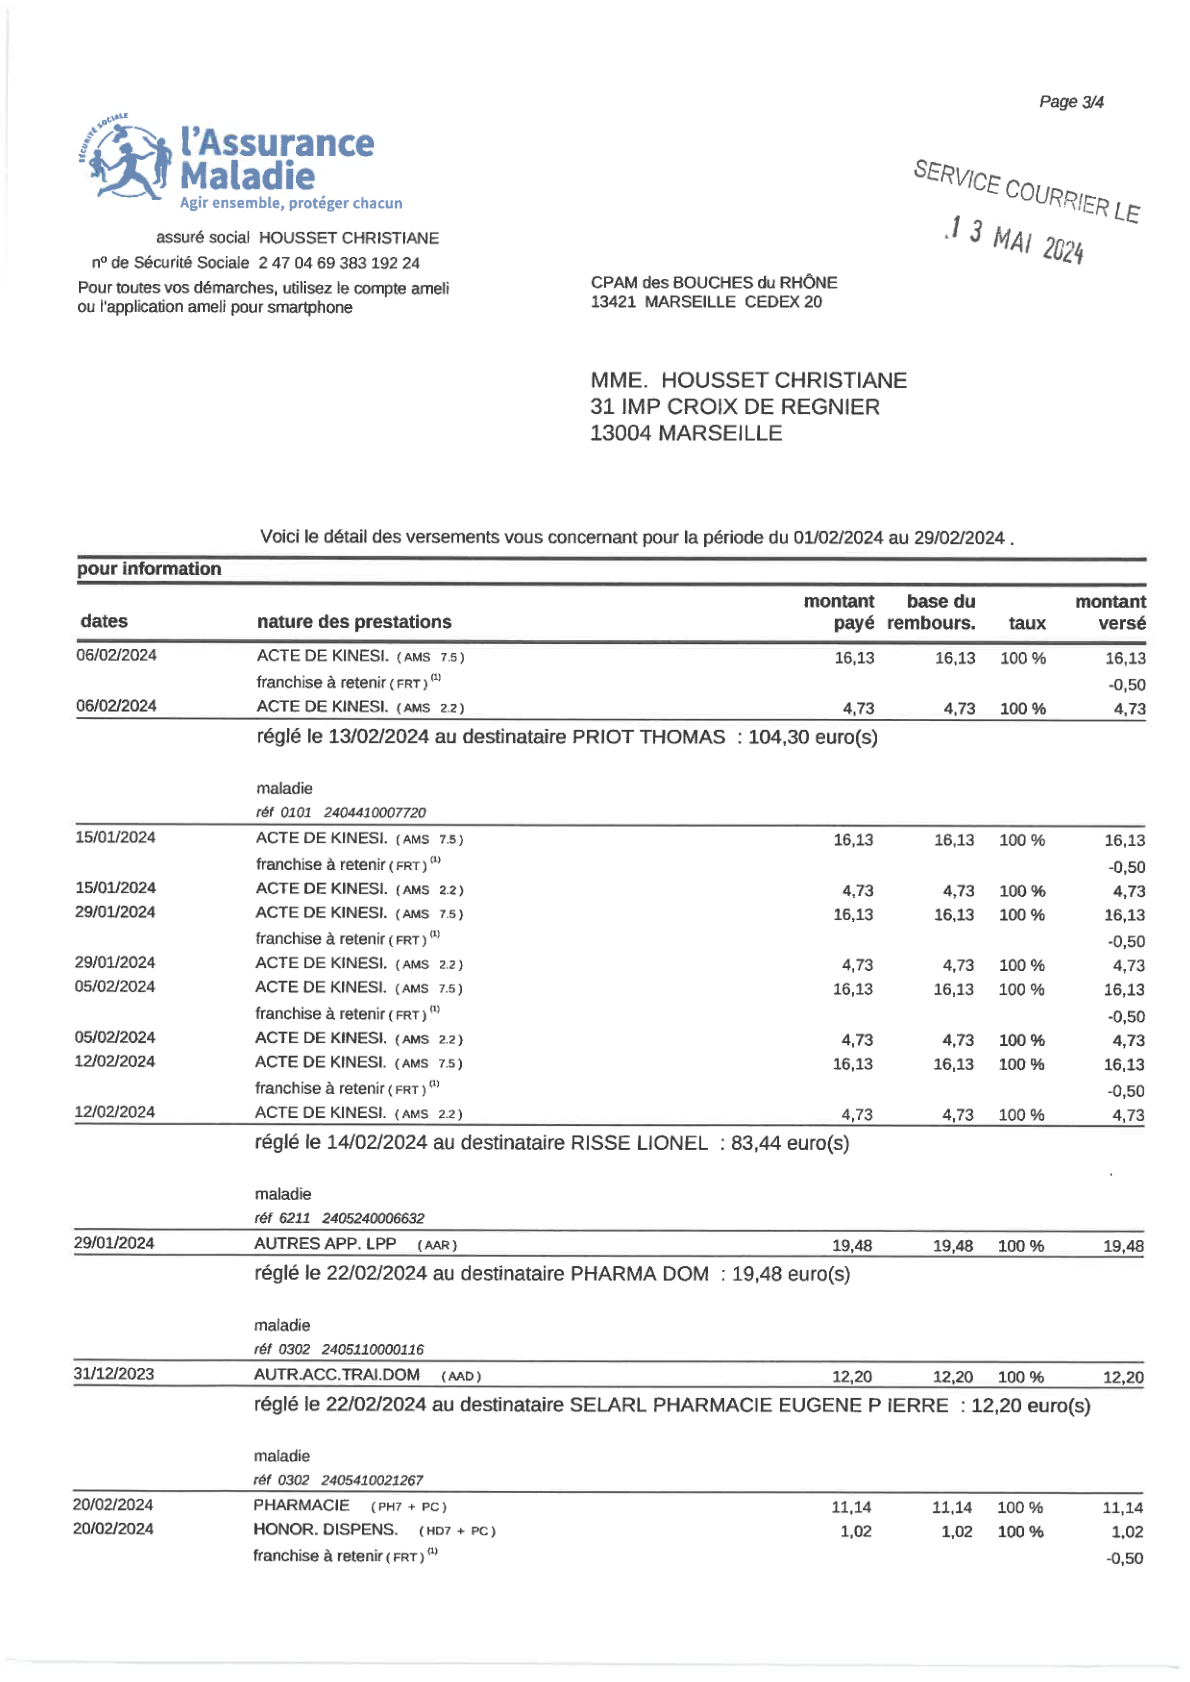 Page 3/4
SÉCURITÉ SOCIALE
l'Assurance
Maladie
Agir ensemble, protéger chacun
SERVICE COURRIER LE
13 MAI 2024
assuré social HOUSSET CHRISTIANE
nº de Sécurité Sociale 2 47 04 69 383 192 24
Pour toutes vos démarches, utilisez le compte ameli
ou l'application ameli pour smartphone
CPAM des BOUCHES du RHÔNE
13421 MARSEILLE CEDEX 20
MME. HOUSSET CHRISTIANE
31 IMP CROIX DE REGNIER
13004 MARSEILLE
Voici le détail des versements vous concernant pour la période du 01/02/2024 au 29/02/2024 .
pour information
dates nature des prestations montant payé base du rembours. taux montant versé
06/02/2024 ACTE DE KINESI. (AMS 7.5) 16,13 16,13 100 % 16,13
franchise à retenir (FRT) (1) -0,50
06/02/2024 ACTE DE KINESI. (AMS 2.2) 4,73 4,73 100 % 4,73
réglé le 13/02/2024 au destinataire PRIOT THOMAS : 104,30 euro(s)
maladie
réf 0101 2404410007720
15/01/2024 ACTE DE KINESI. (AMS 7.5) 16,13 16,13 100 % 16,13
franchise à retenir (FRT) (1) -0,50
15/01/2024 ACTE DE KINESI. (AMS 2.2) 4,73 4,73 100 % 4,73
29/01/2024 ACTE DE KINESI. (AMS 7.5) 16,13 16,13 100 % 16,13
franchise à retenir (FRT) (1) -0,50
29/01/2024 ACTE DE KINESI. (AMS 2.2) 4,73 4,73 100 % 4,73
05/02/2024 ACTE DE KINESI. (AMS 7.5) 16,13 16,13 100 % 16,13
franchise à retenir (FRT) (1) -0,50
05/02/2024 ACTE DE KINESI. (AMS 2.2) 4,73 4,73 100 % 4,73
12/02/2024 ACTE DE KINESI. (AMS 7.5) 16,13 16,13 100 % 16,13
franchise à retenir (FRT) (1) -0,50
12/02/2024 ACTE DE KINESI. (AMS 2.2) 4,73 4,73 100 % 4,73
réglé le 14/02/2024 au destinataire RISSE LIONEL : 83,44 euro(s)
maladie
réf 6211 2405240006632
29/01/2024 AUTRES APP. LPP (AAR) 19,48 19,48 100 % 19,48
réglé le 22/02/2024 au destinataire PHARMA DOM : 19,48 euro(s)
maladie
réf 0302 2405110000116
31/12/2023 AUTR.ACC.TRAI.DOM (AAD) 12,20 12,20 100 % 12,20
réglé le 22/02/2024 au destinataire SELARL PHARMACIE EUGENE P IERRE : 12,20 euro(s)
maladie
réf 0302 2405410021267
20/02/2024 PHARMACIE (PH7 + PC) 11,14 11,14 100 % 11,14
20/02/2024 HONOR. DISPENS. (HD7 + PC) 1,02 1,02 100 % 1,02
franchise à retenir (FRT) (1) -0,50